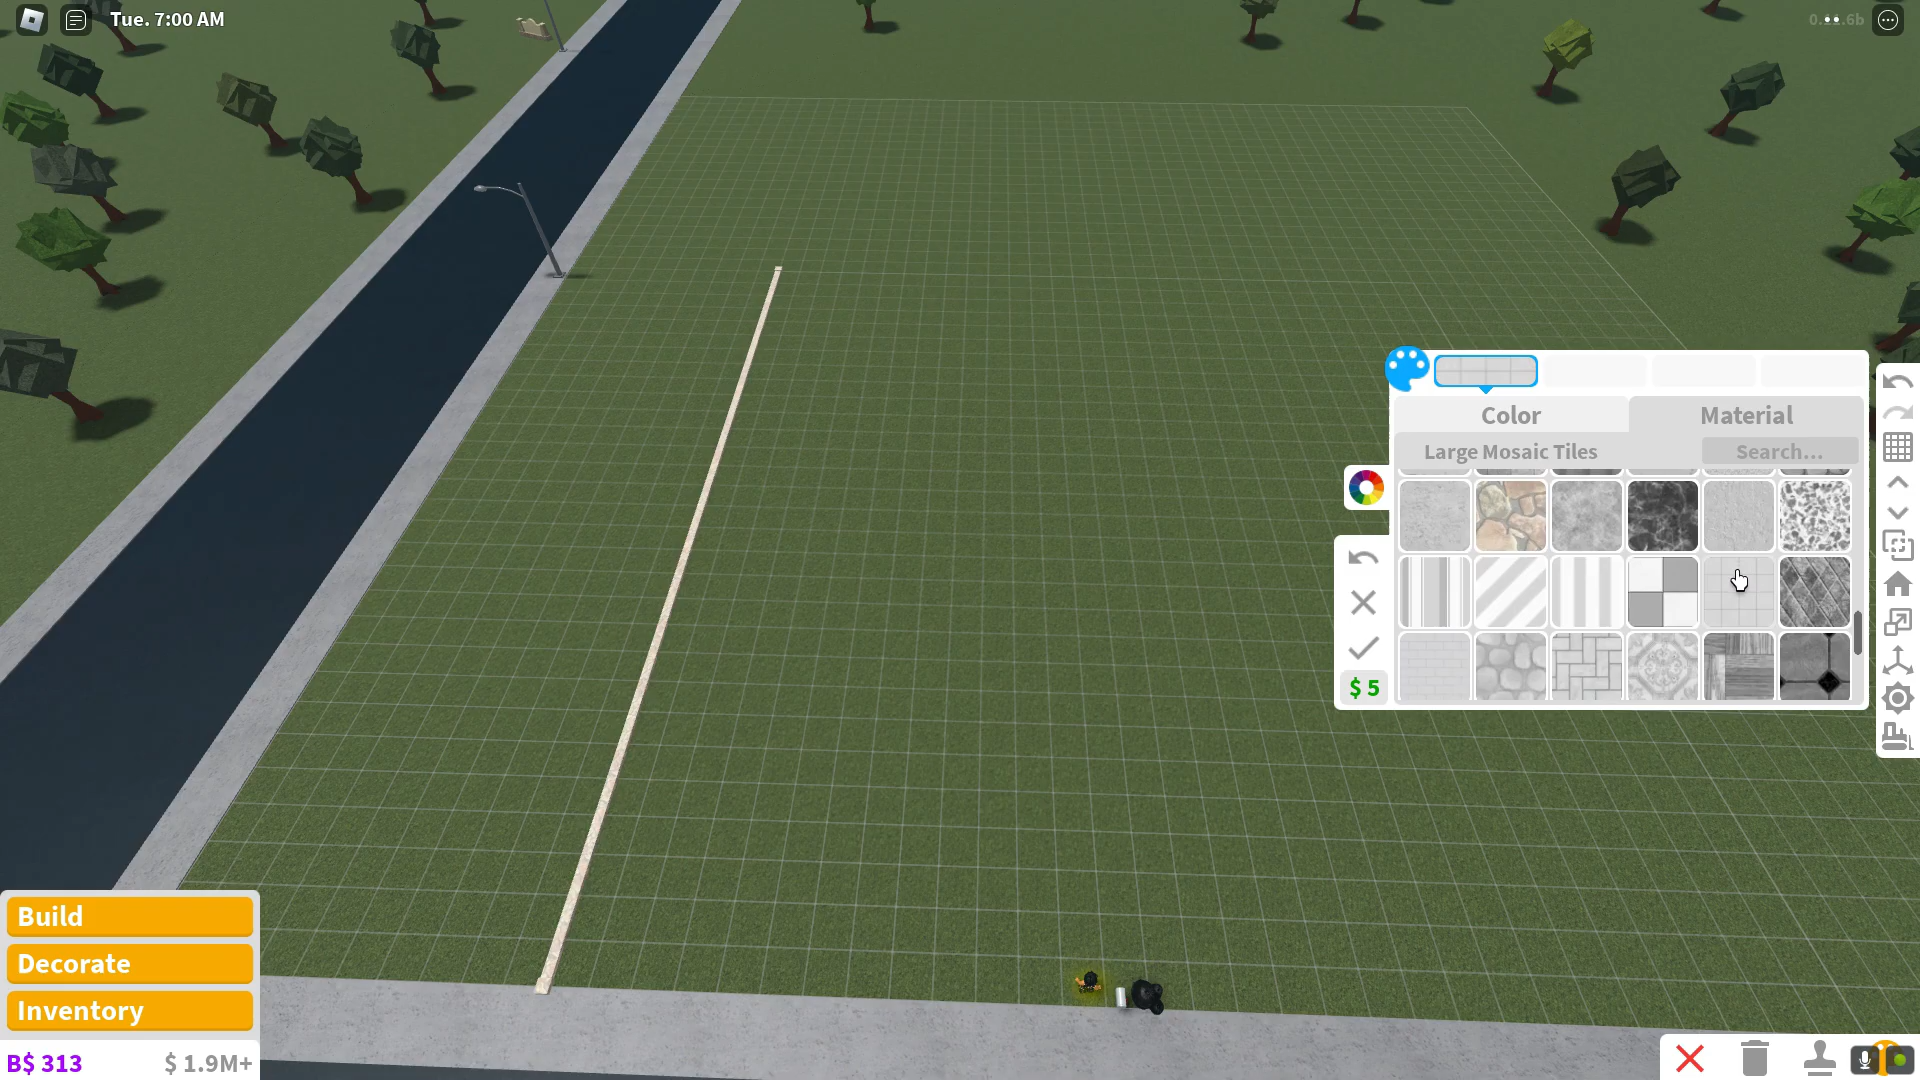 Tue. 7:00 AM
Color
Material
Large Mosaic Tiles
Search...
$ 5
Build
Decorate
Inventory
B$ 313
$ 1.9M+